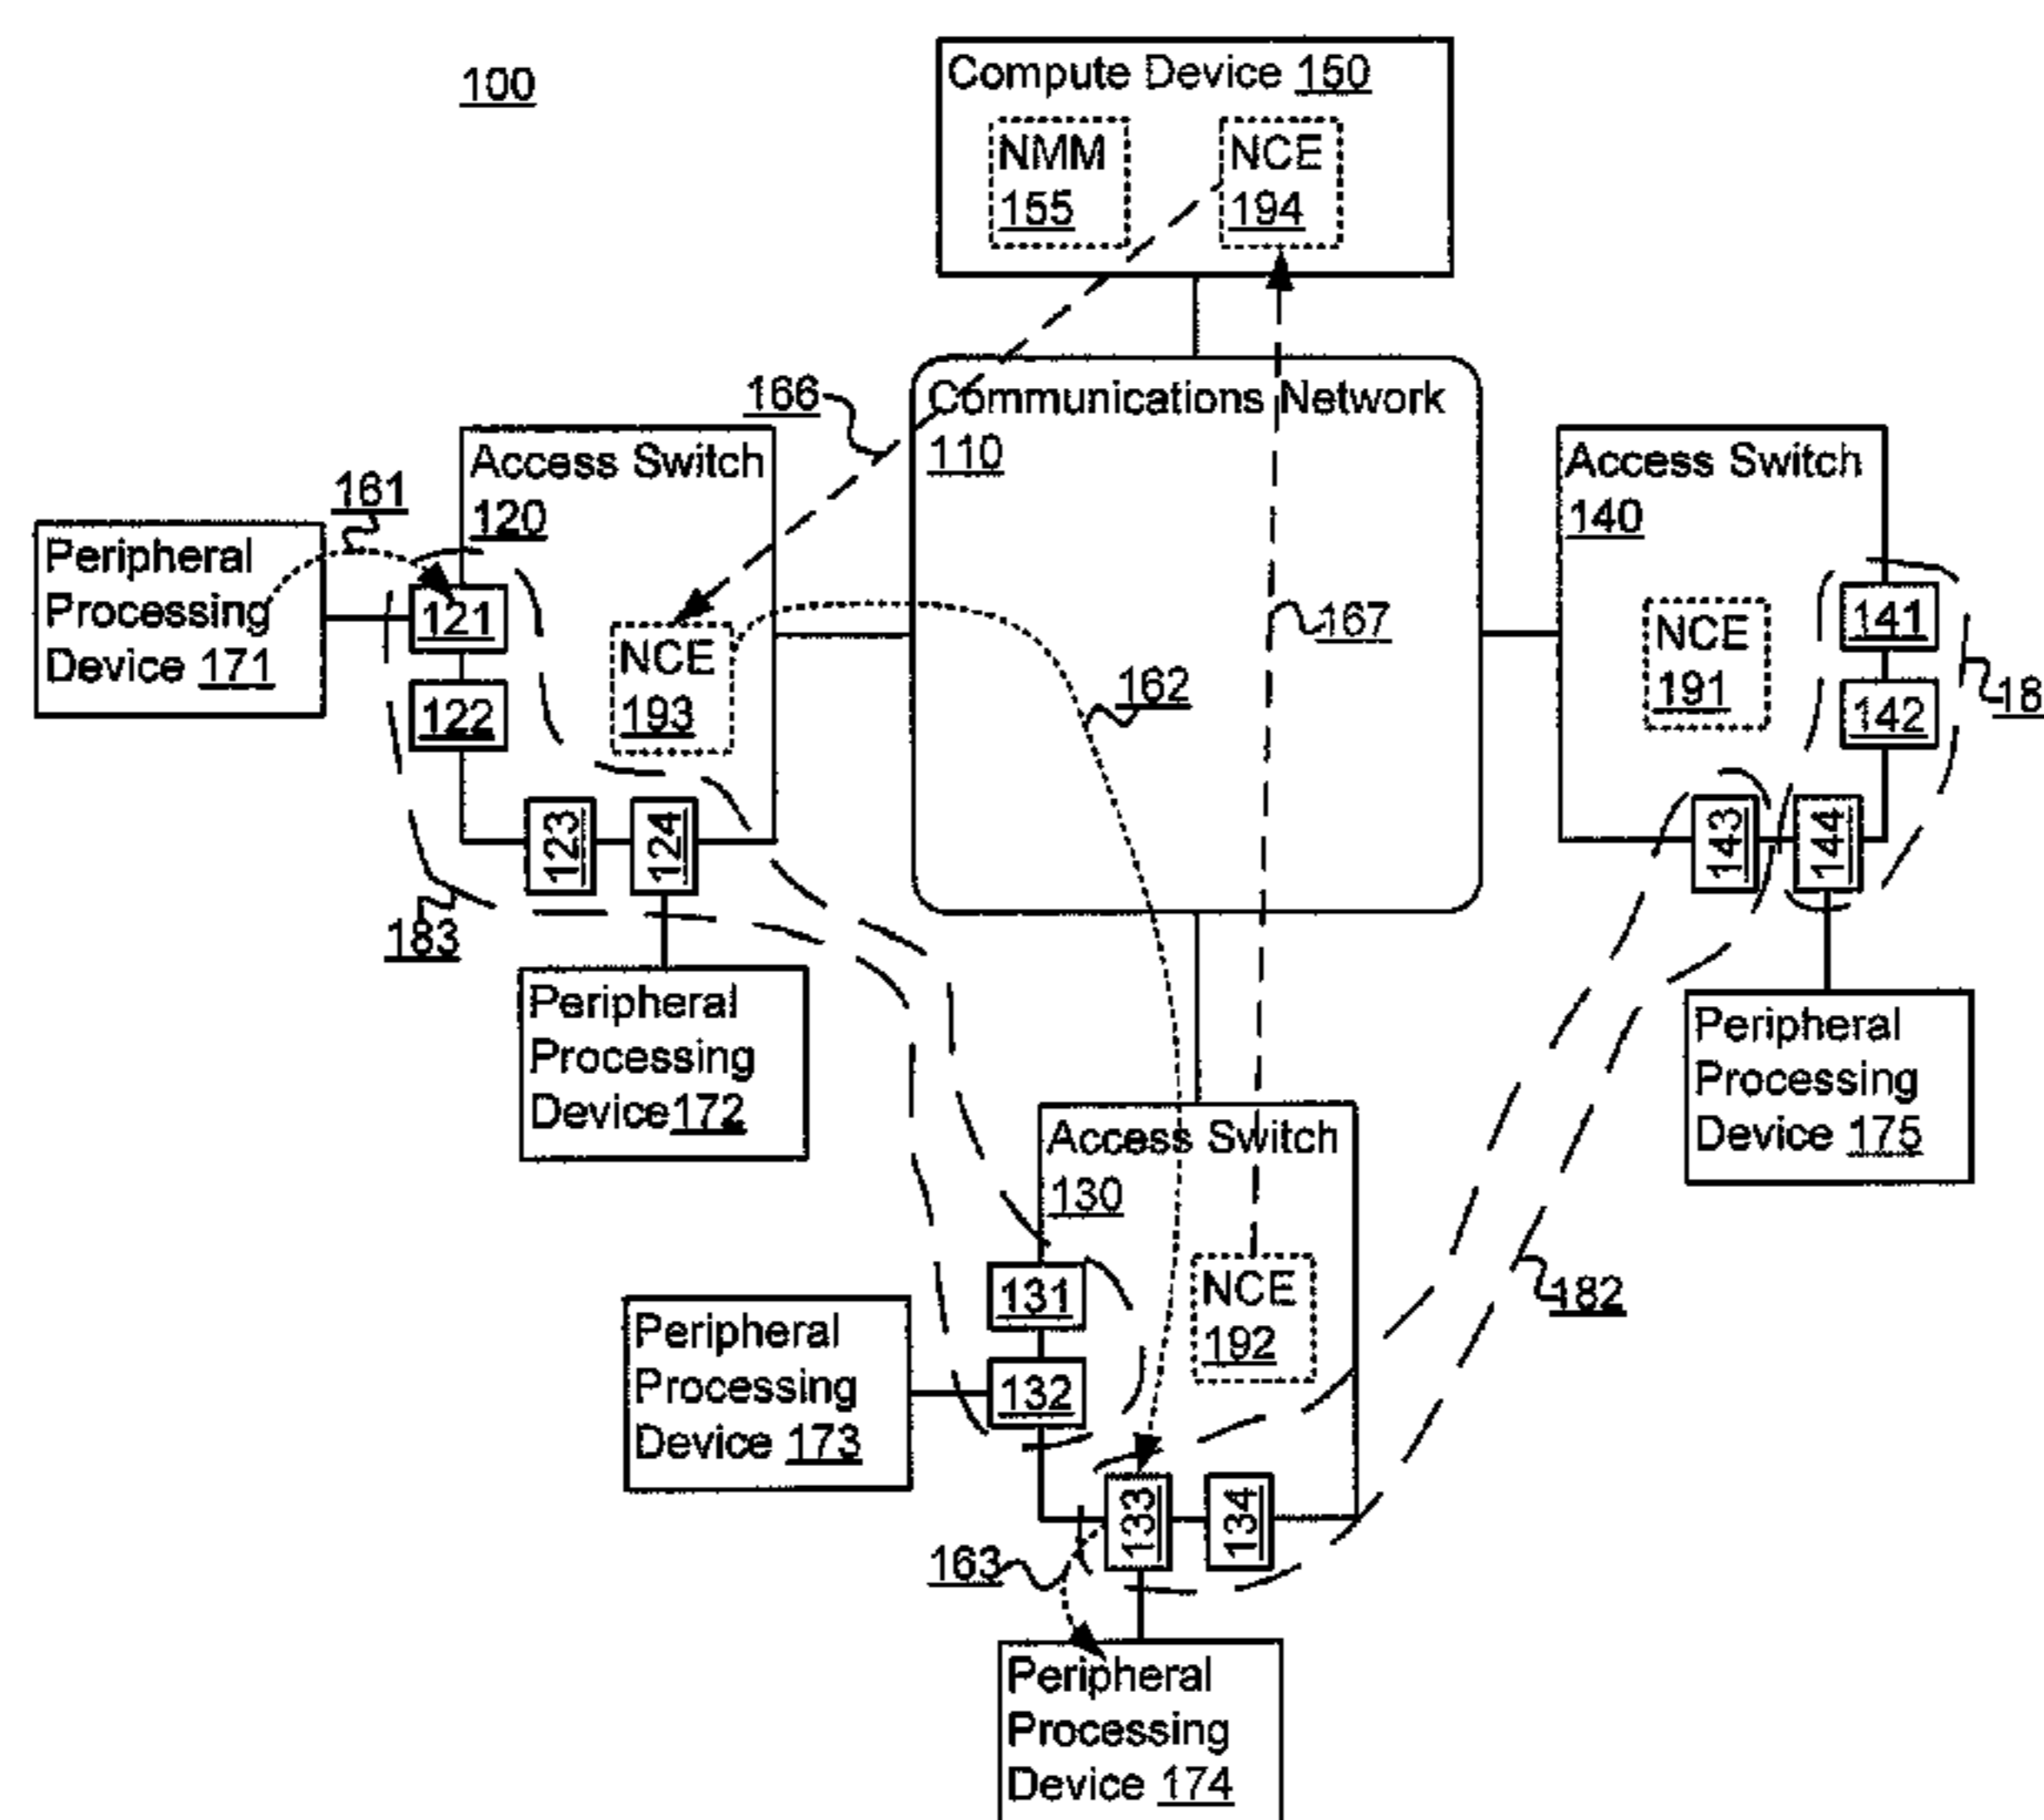 100
Compute Device 150
NMM
155
NCE
194
Communications Network
110
166
167
162
Access Switch
120
161
Peripheral
Processing
Device 171
121
122
123
124
NCE
193
183
Peripheral
Processing
Device172
Access Switch
140
NCE
191
141
142
143
144
18
Peripheral
Processing
Device 175
Access Switch
130
NCE
192
131
132
133
134
182
Peripheral
Processing
Device 173
163
Peripheral
Processing
Device 174